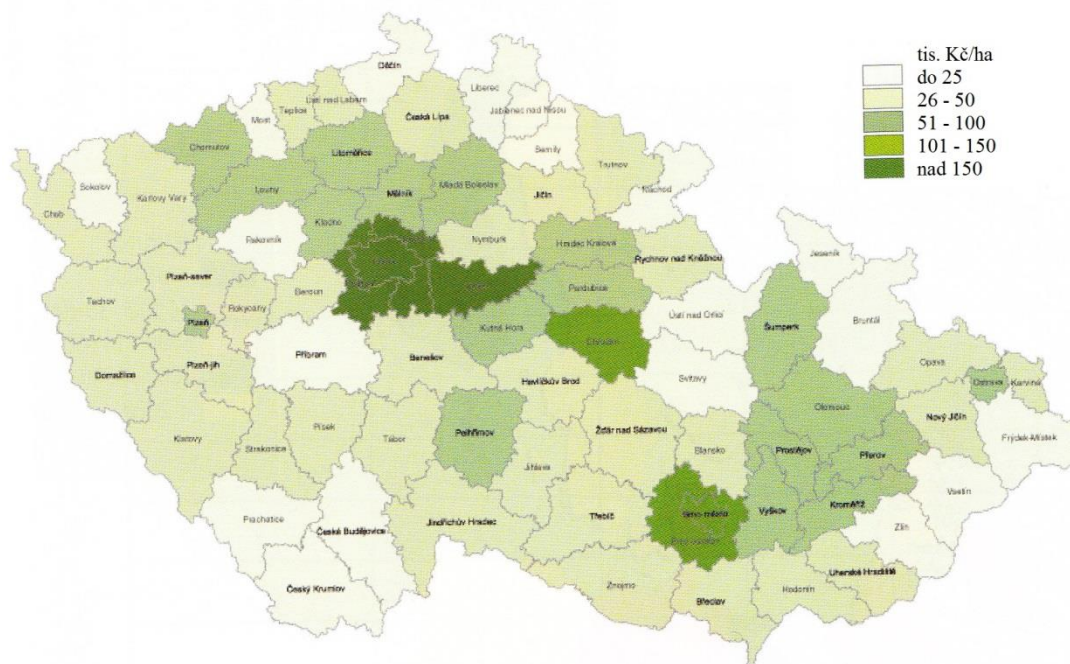 tis. Kč/ha
do 25
26 - 50
51 - 100
101 - 150
nad 150
Děčín
Liberec
Jablonec nad Nisou
Ústí nad Labem
Teplice
Most
Česká Lípa
Semily
Chomutov
Litoměřice
Trutnov
Sokolov
Karlovy Vary
Louny
Mělník
Mladá Boleslav
Jičín
Náchod
Cheb
Kladno
Rakovník
Nymburk
Hradec Králové
Rychnov nad Kněžnou
Jeseník
Plzeň-sever
Tachov
Rokycany
Beroun
Pardubice
Ústí nad Orlicí
Šumperk
Bruntál
Plzeň
Kutná Hora
Chrudim
Opava
Ostrava
Karviná
Domažlice
Plzeň-jih
Příbram
Benešov
Havlíčkův Brod
Svitavy
Olomouc
Nový Jičín
Frýdek-Místek
Klatovy
Strakonice
Písek
Tábor
Pelhřimov
Jihlava
Žďár nad Sázavou
Blansko
Prostějov
Přerov
Vsetín
Prachatice
České Budějovice
Jindřichův Hradec
Třebíč
Brno-město
Brno-venkov
Vyškov
Kroměříž
Zlín
Český Krumlov
Znojmo
Břeclav
Hodonín
Uherské Hradiště